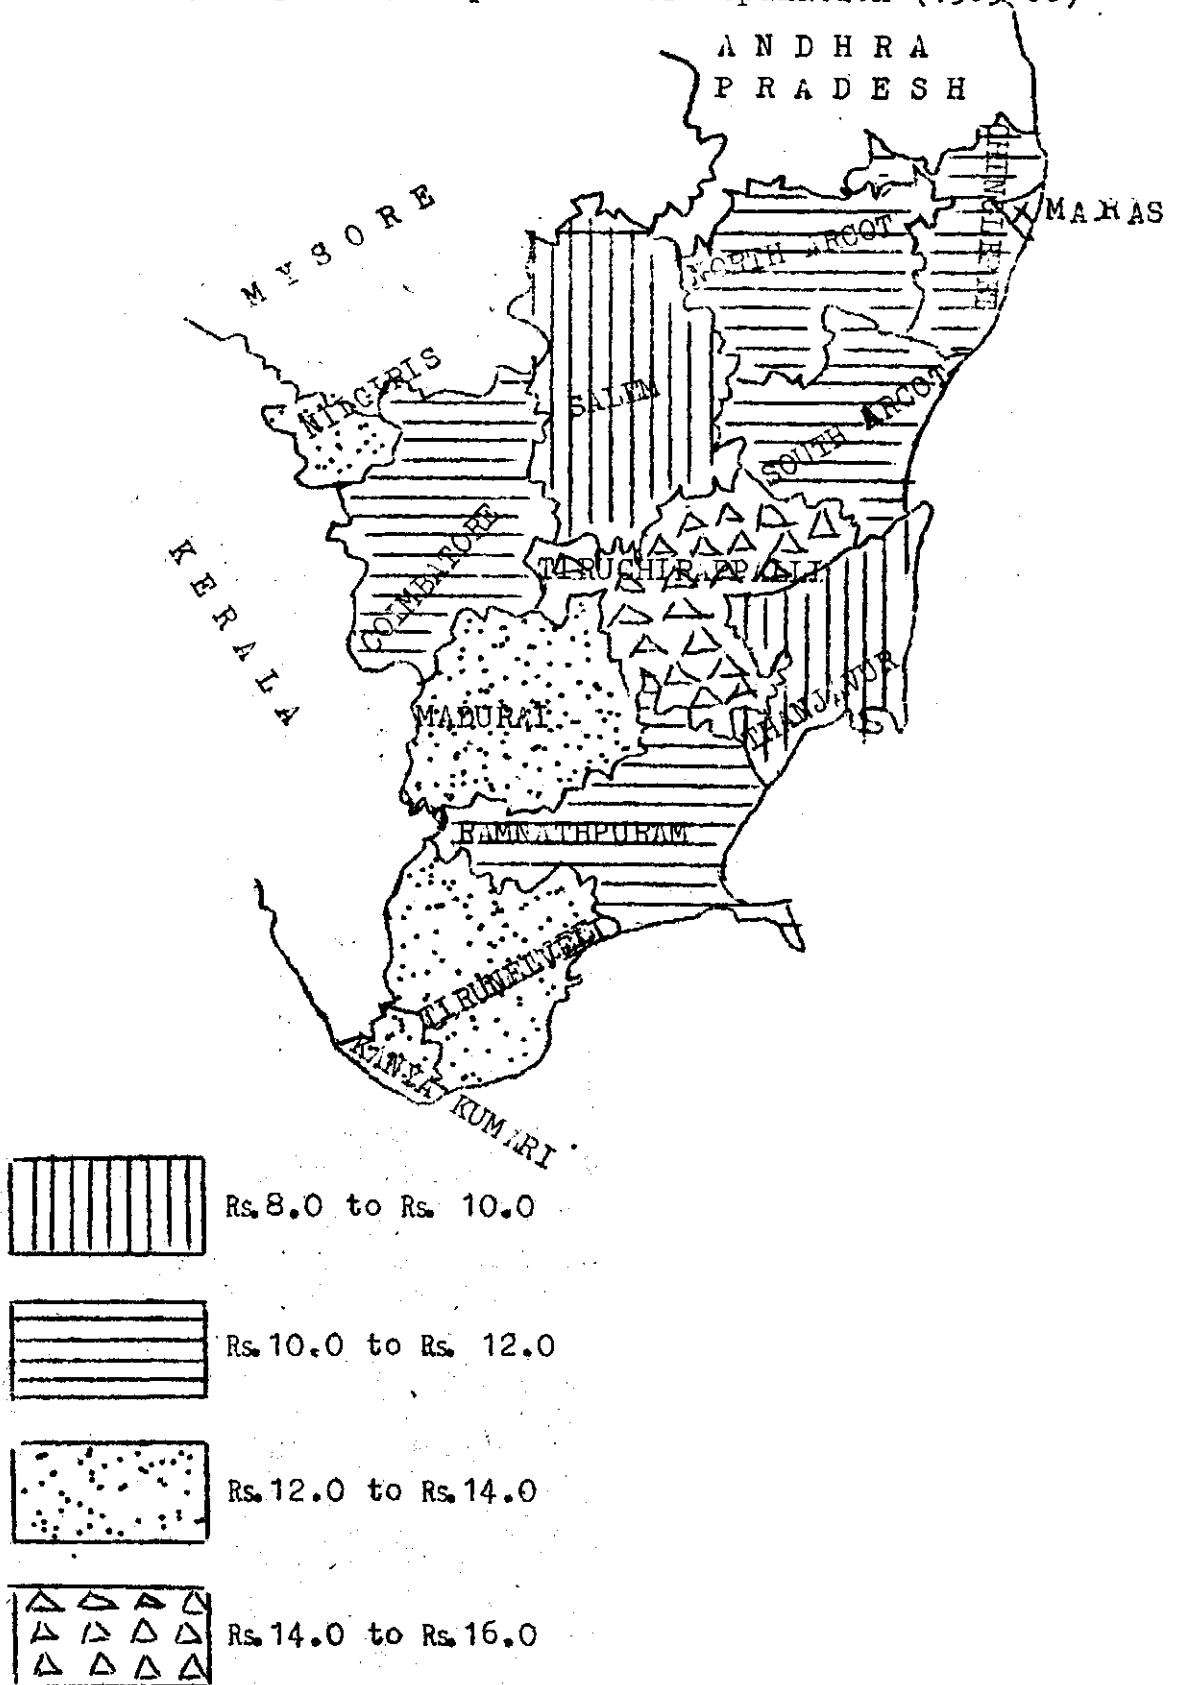 ANDHRA
PRADESH
MYSORE
MARAS
NORTH ARCOT
NILGIRIS
SALEM
SOUTH ARCOT
KERALA
COIMBATORE
TIRUCHIRAPPALLI
MADURAI
THANJAVUR
RAMNATHPURAM
TIRUNELVELI
KANYA KUMARI
Rs.8.0 to Rs. 10.0
Rs.10.0 to Rs. 12.0
Rs.12.0 to Rs.14.0
Rs.14.0 to Rs.16.0